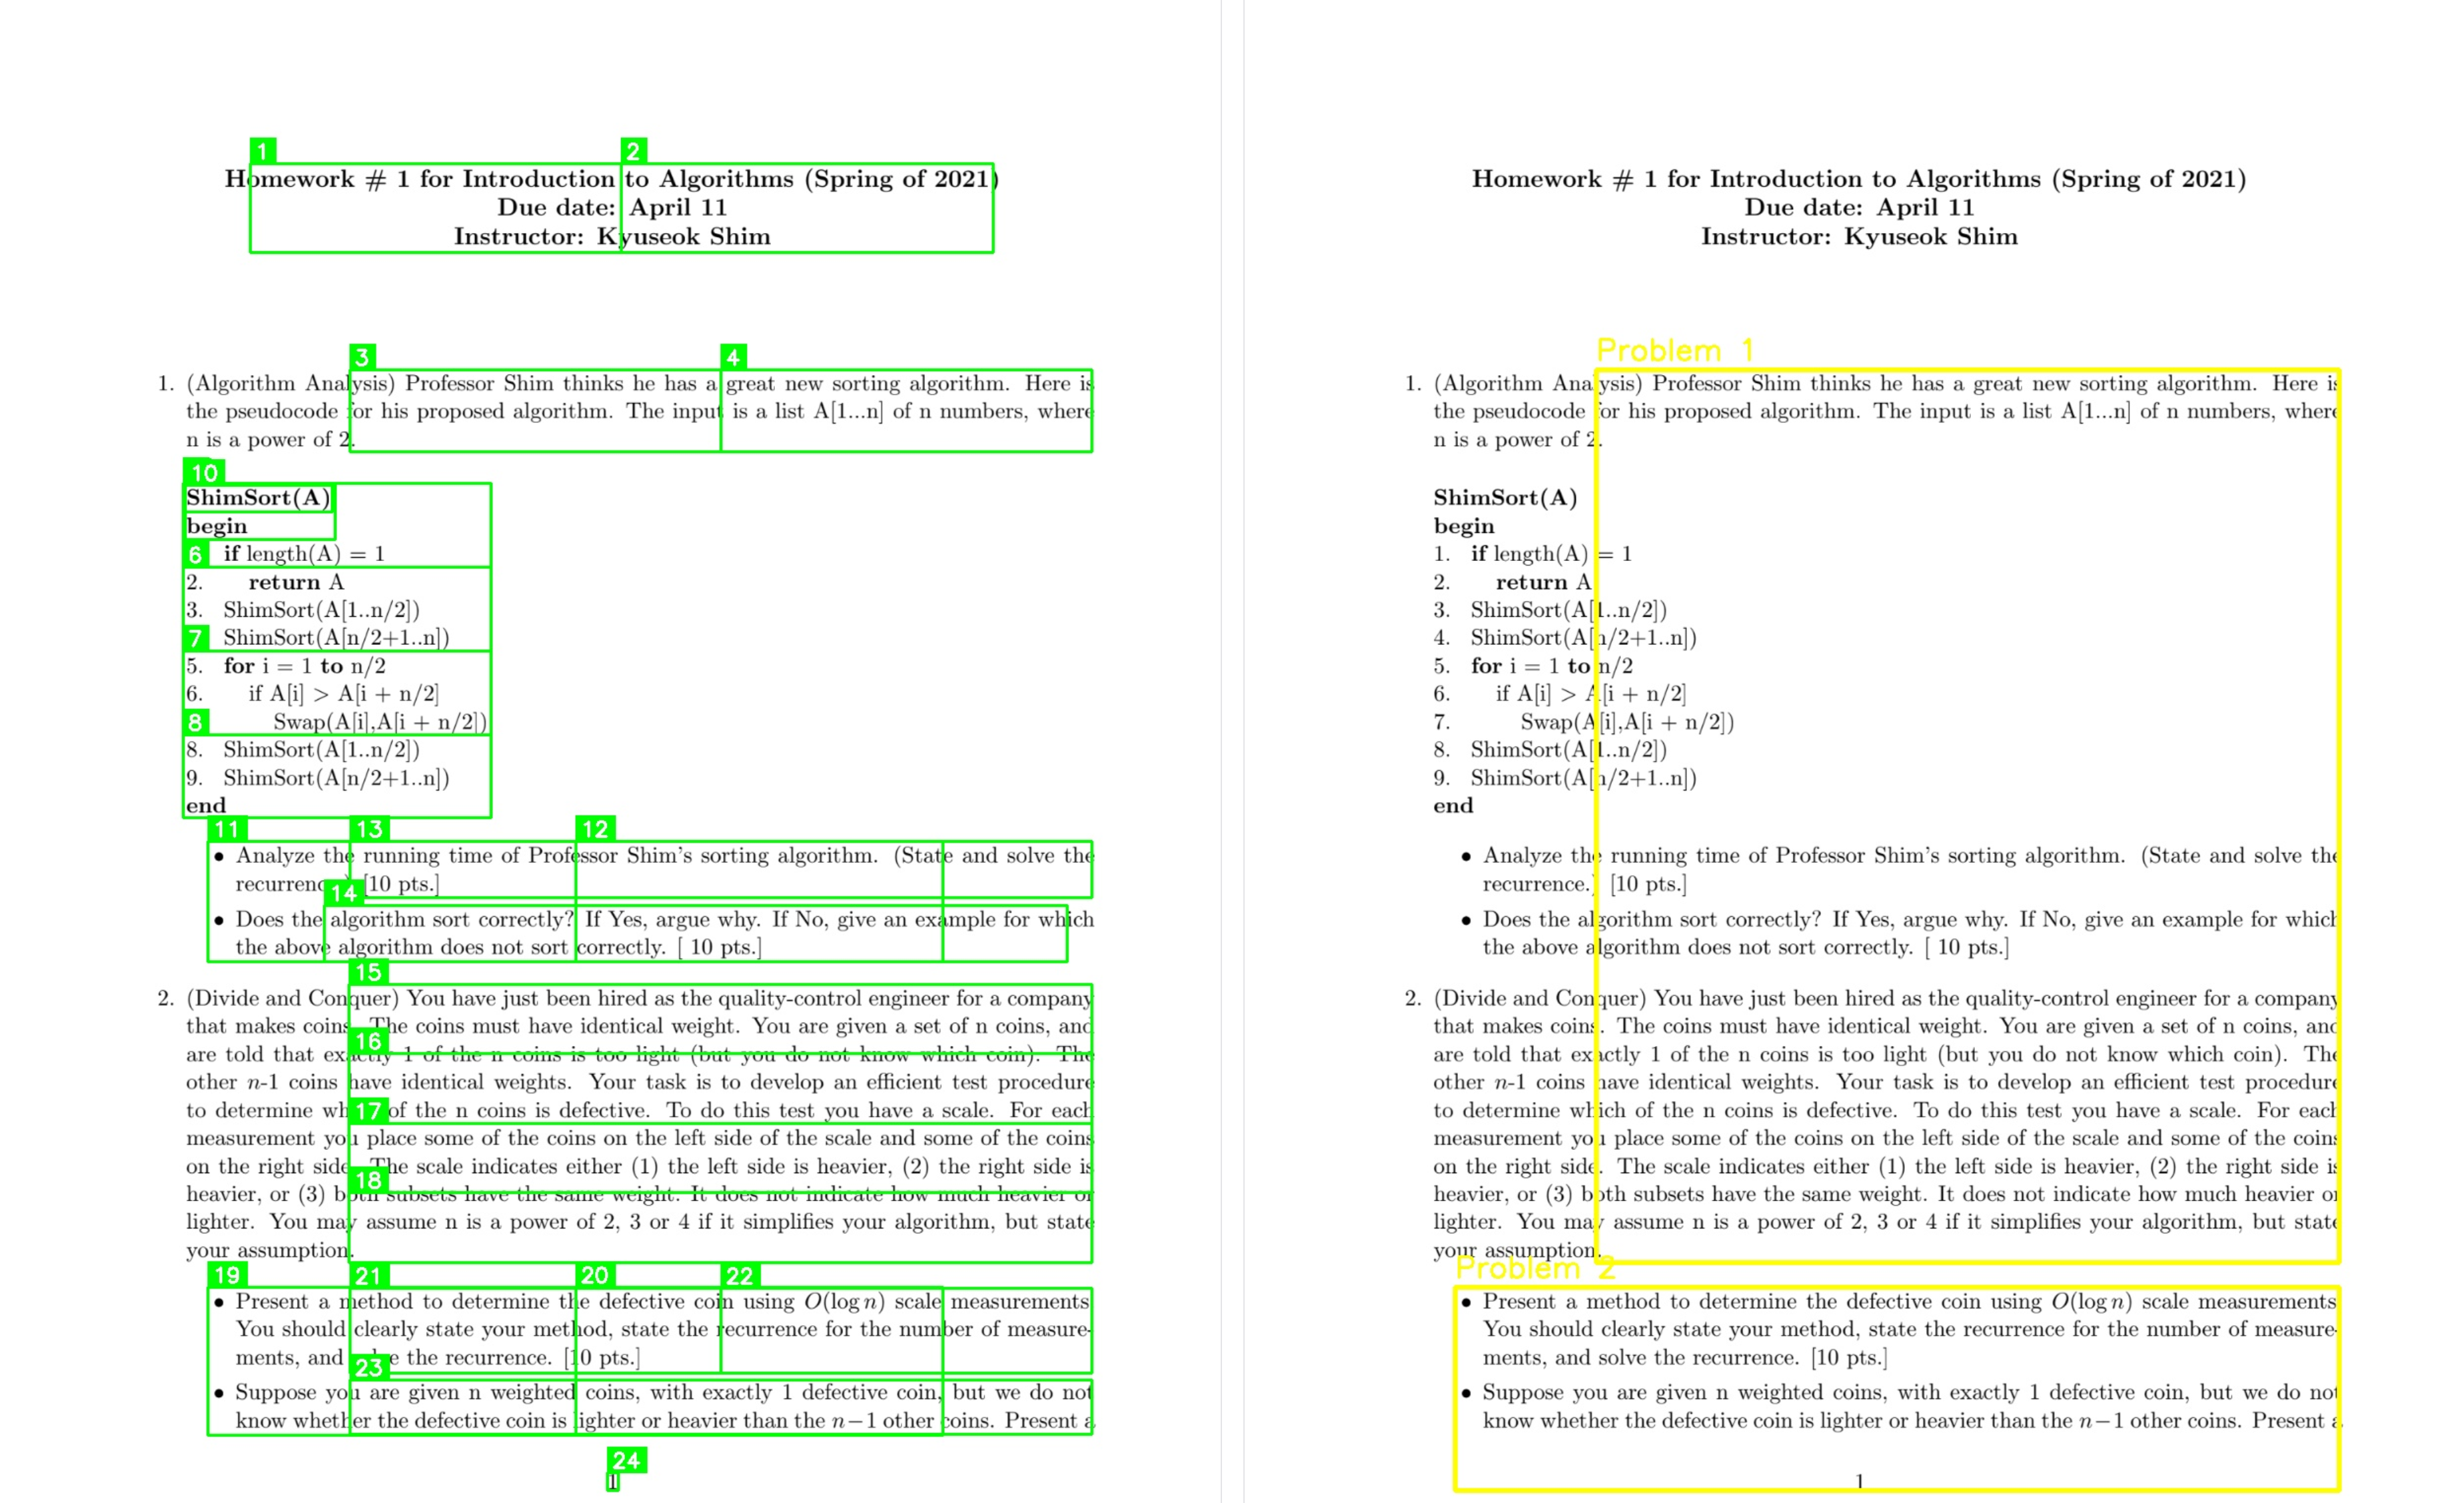 1
2
Homework # 1 for Introduction to Algorithms (Spring of 2021)
Due date: April 11
Instructor: Kyuseok Shim
3
4
1. (Algorithm Analysis) Professor Shim thinks he has a great new sorting algorithm. Here is
the pseudocode for his proposed algorithm. The input is a list A[1...n] of n numbers, where
n is a power of 2.
10
ShimSort(A)
begin
6 if length(A) = 1
2. return A
3. ShimSort(A[1..n/2])
7 ShimSort(A[n/2+1..n])
5. for i = 1 to n/2
6. if A[i] > A[i + n/2]
8 Swap(A[i],A[i + n/2])
8. ShimSort(A[1..n/2])
9. ShimSort(A[n/2+1..n])
end
11
13
12
• Analyze the running time of Professor Shim's sorting algorithm. (State and solve the
recurrence.) [10 pts.]
14
• Does the algorithm sort correctly? If Yes, argue why. If No, give an example for which
the above algorithm does not sort correctly. [ 10 pts.]
15
2. (Divide and Conquer) You have just been hired as the quality-control engineer for a company
that makes coins. The coins must have identical weight. You are given a set of n coins, and
16
are told that exactly 1 of the n coins is too light (but you do not know which coin). The
other n-1 coins have identical weights. Your task is to develop an efficient test procedure
to determine wh 17 of the n coins is defective. To do this test you have a scale. For each
measurement you place some of the coins on the left side of the scale and some of the coins
on the right side. The scale indicates either (1) the left side is heavier, (2) the right side is
18
heavier, or (3) both subsets have the same weight. It does not indicate how much heavier or
lighter. You may assume n is a power of 2, 3 or 4 if it simplifies your algorithm, but state
your assumption.
19
21
20
22
• Present a method to determine the defective coin using O(log n) scale measurements
You should clearly state your method, state the recurrence for the number of measure-
ments, and solve the recurrence. [10 pts.]
23
• Suppose you are given n weighted coins, with exactly 1 defective coin, but we do not
know whether the defective coin is lighter or heavier than the n−1 other coins. Present a
24
1
Homework # 1 for Introduction to Algorithms (Spring of 2021)
Due date: April 11
Instructor: Kyuseok Shim
Problem 1
1. (Algorithm Analysis) Professor Shim thinks he has a great new sorting algorithm. Here is
the pseudocode for his proposed algorithm. The input is a list A[1...n] of n numbers, where
n is a power of 2.
ShimSort(A)
begin
1. if length(A) = 1
2. return A
3. ShimSort(A[1..n/2])
4. ShimSort(A[n/2+1..n])
5. for i = 1 to n/2
6. if A[i] > A[i + n/2]
7. Swap(A[i],A[i + n/2])
8. ShimSort(A[1..n/2])
9. ShimSort(A[n/2+1..n])
end
• Analyze the running time of Professor Shim's sorting algorithm. (State and solve the
recurrence.) [10 pts.]
• Does the algorithm sort correctly? If Yes, argue why. If No, give an example for which
the above algorithm does not sort correctly. [ 10 pts.]
2. (Divide and Conquer) You have just been hired as the quality-control engineer for a company
that makes coins. The coins must have identical weight. You are given a set of n coins, and
are told that exactly 1 of the n coins is too light (but you do not know which coin). The
other n-1 coins have identical weights. Your task is to develop an efficient test procedure
to determine which of the n coins is defective. To do this test you have a scale. For each
measurement you place some of the coins on the left side of the scale and some of the coins
on the right side. The scale indicates either (1) the left side is heavier, (2) the right side is
heavier, or (3) both subsets have the same weight. It does not indicate how much heavier or
lighter. You may assume n is a power of 2, 3 or 4 if it simplifies your algorithm, but state
your assumption.
Problem 2
• Present a method to determine the defective coin using O(log n) scale measurements
You should clearly state your method, state the recurrence for the number of measure-
ments, and solve the recurrence. [10 pts.]
• Suppose you are given n weighted coins, with exactly 1 defective coin, but we do not
know whether the defective coin is lighter or heavier than the n−1 other coins. Present a
1